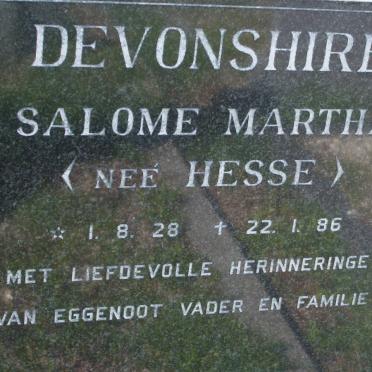 DEVONSHIRE
SALOME MARTHA
< NEÉ HESSE >
☆ 1. 8. 28 ✝ 22. 1. 86
MET LIEFDEVOLLE HERINNERINGE
VAN EGGENOOT VADER EN FAMILIE